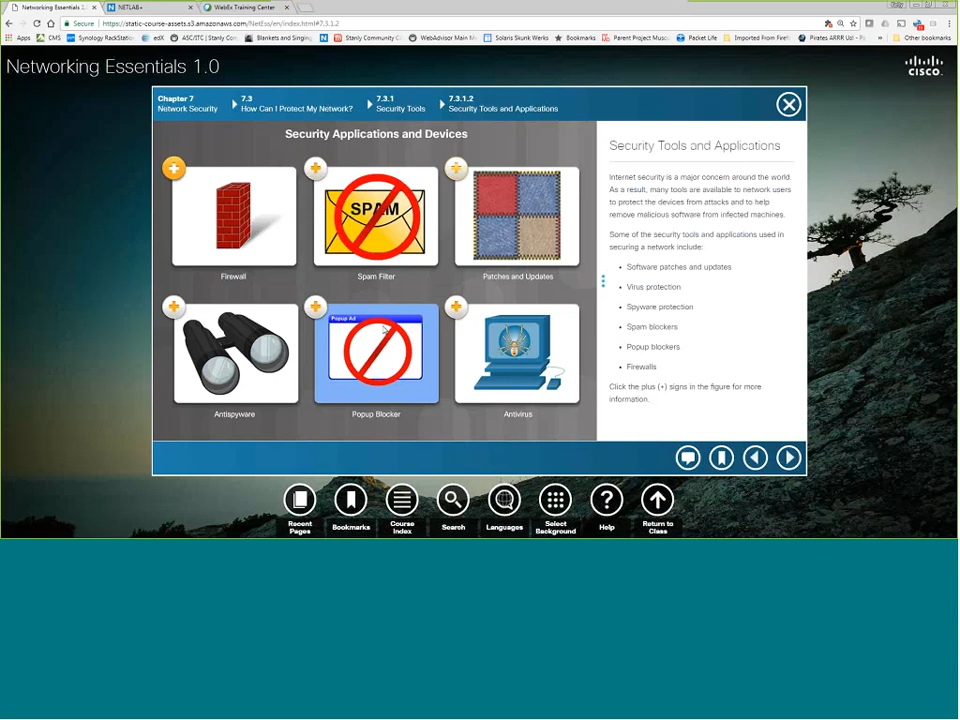 Networking Essentials 1.0
NETLAB+
WebEx Training Center
Secure
https://static-course-assets.s3.amazonaws.com/NetEss/en/index.html#7.3.1.2
Apps
CMS
Synology RackStation
edX
ASC/ITC | Stanly Com
Blankets and Singing
Stanly Community C
WebAdvisor Main M
Solaris Skunk Werks
Bookmarks
Parent Project Musc
Packet Life
Imported From Firef
Pirates ARRR Us! - P
Other bookmarks
Networking Essentials 1.0
CISCO
Chapter 7
Network Security
7.3
How Can I Protect My Network?
7.3.1
Security Tools
7.3.1.2
Security Tools and Applications
Security Applications and Devices
SPAM
Firewall
Spam Filter
Patches and Updates
Popup Ad
Antispyware
Popup Blocker
Antivirus
Security Tools and Applications
Internet security is a major concern around the world.
As a result, many tools are available to network users
to protect the devices from attacks and to help
remove malicious software from infected machines.
Some of the security tools and applications used in
securing a network include:
• Software patches and updates
• Virus protection
• Spyware protection
• Spam blockers
• Popup blockers
• Firewalls
Click the plus (+) signs in the figure for more
information.
Recent
Pages
Bookmarks
Course
Index
Search
Languages
Select
Background
Help
Return to
Class